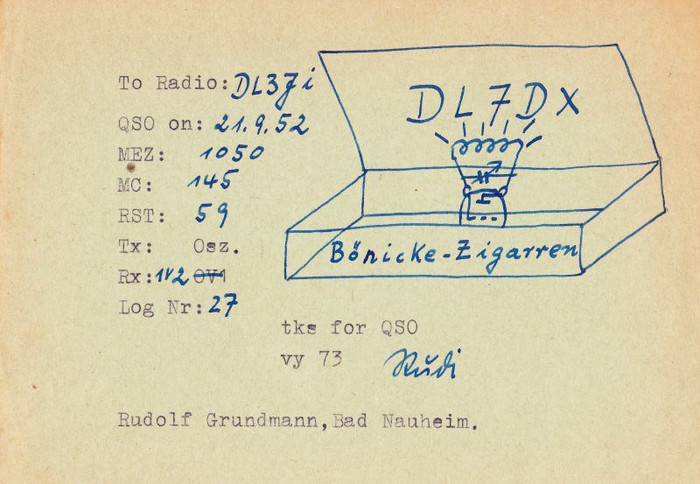 To Radio: DL3ji
QSO on: 21.9.52
MEZ: 1050
MC: 145
RST: 59
Tx: Osz.
Rx: 1V2 0V1
Log Nr: 27
DL7DX
Bönicke-Zigarren
tks for QSO
vy 73 Rudi
Rudolf Grundmann, Bad Nauheim.